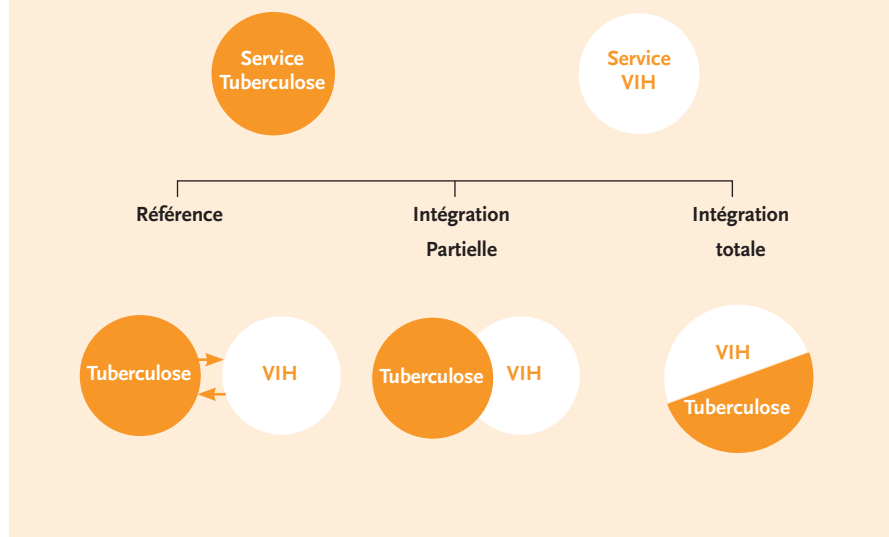 Service
Tuberculose
Service
VIH
Référence
Intégration
Partielle
Intégration
totale
Tuberculose
VIH
Tuberculose
VIH
VIH
Tuberculose